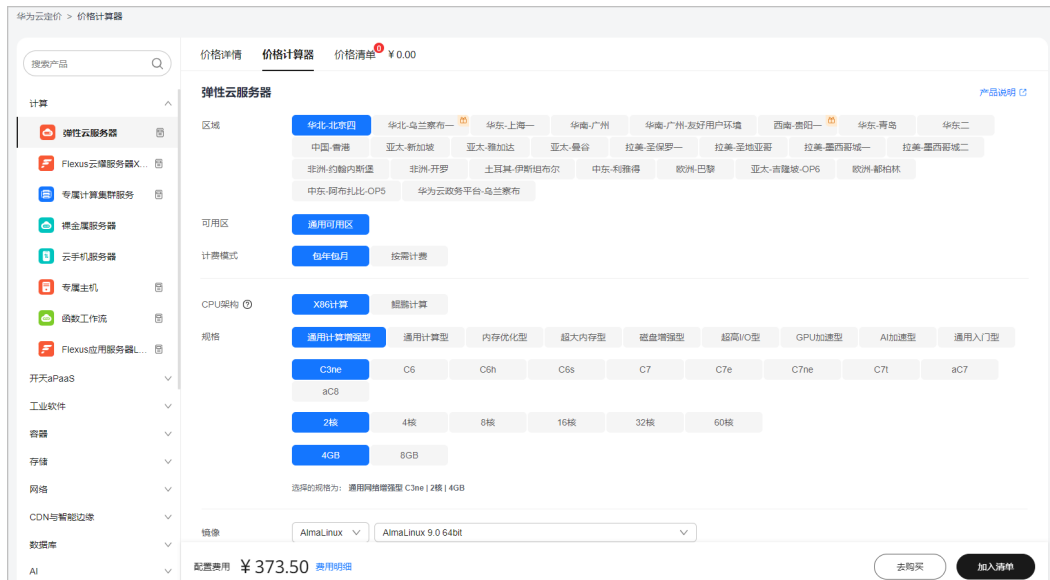 华为云定价 > 价格计算器
搜索产品
计算
弹性云服务器
Flexus云耀服务器X...
专属计算集群服务
裸金属服务器
云手机服务器
专属主机
函数工作流
Flexus应用服务器L...
开天aPaaS
工业软件
容器
存储
网络
CDN与智能边缘
数据库
AI
价格详情 价格计算器 价格清单 0 ¥ 0.00
弹性云服务器 产品说明
区域 华北-北京四 华北-乌兰察布一 华东-上海一 华南-广州 华南-广州-友好用户环境 西南-贵阳一 华东-青岛 华东二
中国-香港 亚太-新加坡 亚太-雅加达 亚太-曼谷 拉美-圣保罗一 拉美-圣地亚哥 拉美-墨西哥城一 拉美-墨西哥城二
非洲-约翰内斯堡 非洲-开罗 土耳其-伊斯坦布尔 中东-利雅得 欧洲-巴黎 亚太-吉隆坡-OP6 欧洲-都柏林
中东-阿布扎比-OP5 华为云政务平台-乌兰察布
可用区 通用可用区
计费模式 包年包月 按需计费
CPU架构 ? X86计算 鲲鹏计算
规格 通用计算增强型 通用计算型 内存优化型 超大内存型 磁盘增强型 超高I/O型 GPU加速型 AI加速型 通用入门型
C3ne C6 C6h C6s C7 C7e C7ne C7t aC7
aC8
2核 4核 8核 16核 32核 60核
4GB 8GB
选择的规格为: 通用网络增强型 C3ne | 2核 | 4GB
镜像 AlmaLinux AlmaLinux 9.0 64bit
配置费用 ¥ 373.50 费用明细 去购买 加入清单